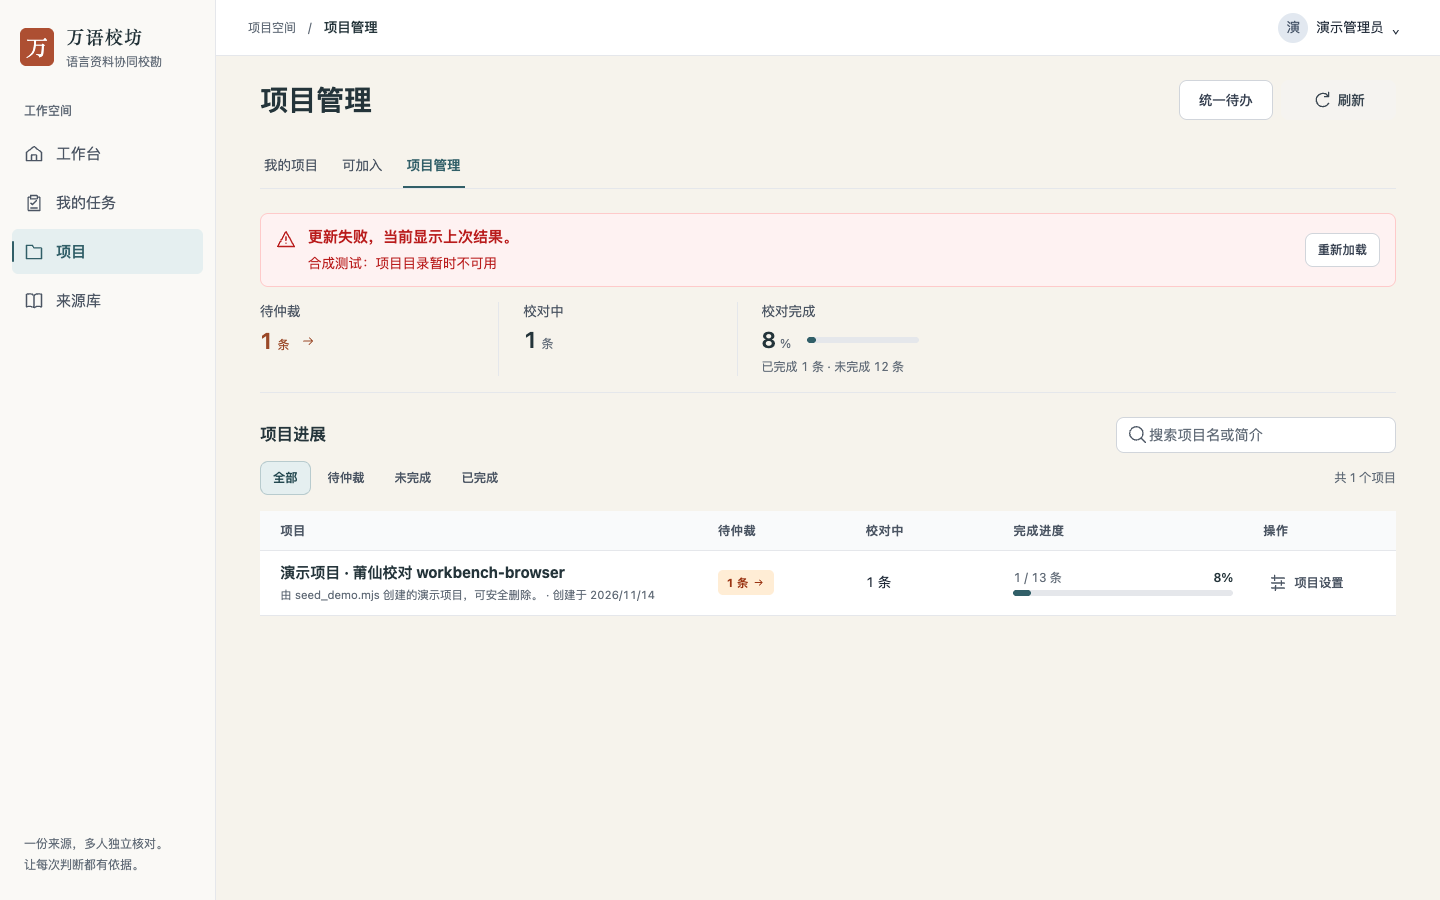 万
万语校坊
语言资料协同校勘
工作空间
工作台
我的任务
项目
来源库
一份来源，多人独立核对。
让每次判断都有依据。
项目空间 / 项目管理
演 演示管理员
项目管理
统一待办
刷新
我的项目 可加入 项目管理
更新失败，当前显示上次结果。
合成测试：项目目录暂时不可用
重新加载
待仲裁
1 条 →
校对中
1 条
校对完成
8 %
已完成 1 条 · 未完成 12 条
项目进展
搜索项目名或简介
全部 待仲裁 未完成 已完成
共 1 个项目
项目 待仲裁 校对中 完成进度 操作
演示项目 · 莆仙校对 workbench-browser
由 seed_demo.mjs 创建的演示项目，可安全删除。 · 创建于 2026/11/14
1 条 →
1 条
1 / 13 条 8%
项目设置